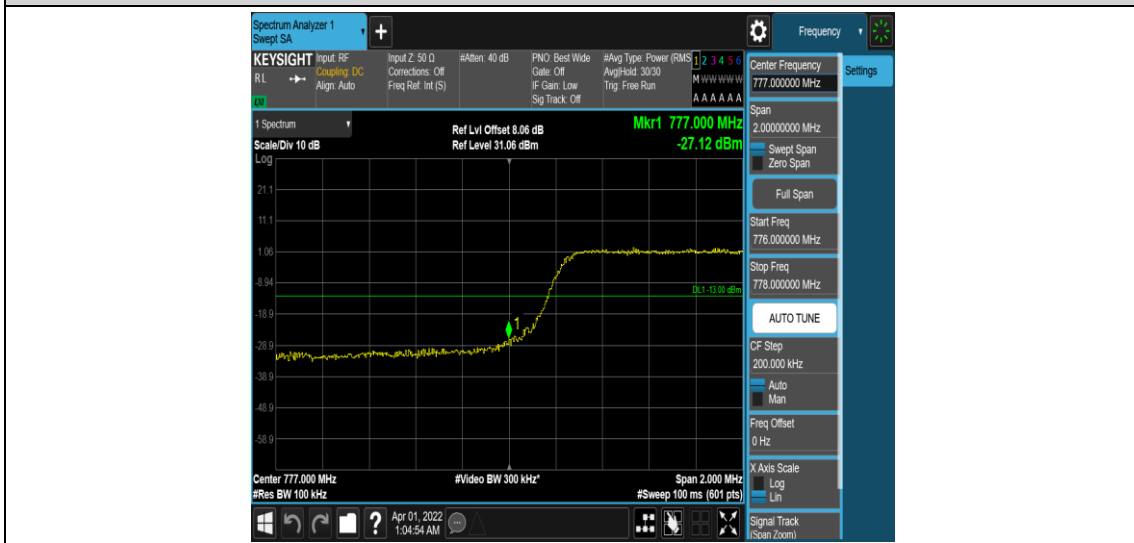 Spectrum Analyzer 1
Swept SA
+
Frequency
KEYSIGHT
RL
LXI
Input: RF
Coupling: DC
Align: Auto
Input Z: 50 Ω
Corrections: Off
Freq Ref: Int (S)
#Atten: 40 dB
PNO: Best Wide
Gate: Off
IF Gain: Low
Sig Track: Off
#Avg Type: Power (RMS
Avg|Hold: 30/30
Trig: Free Run
1 2 3 4 5 6
M W W W W W
A A A A A A
1 Spectrum
Scale/Div 10 dB
Log
Ref Lvl Offset 8.06 dB
Ref Level 31.06 dBm
Mkr1 777.000 MHz
-27.12 dBm
21.1
11.1
1.06
-8.94
-18.9
-28.9
-38.9
-48.9
-58.9
DL1 -13.00 dBm
1
Center 777.000 MHz
#Res BW 100 kHz
#Video BW 300 kHz*
Span 2.000 MHz
#Sweep 100 ms (601 pts)
Center Frequency
777.000000 MHz
Settings
Span
2.00000000 MHz
Swept Span
Zero Span
Full Span
Start Freq
776.000000 MHz
Stop Freq
778.000000 MHz
AUTO TUNE
CF Step
200.000 kHz
Auto
Man
Freq Offset
0 Hz
X Axis Scale
Log
Lin
Signal Track
(Span Zoom)
?
Apr 01, 2022
1:04:54 AM